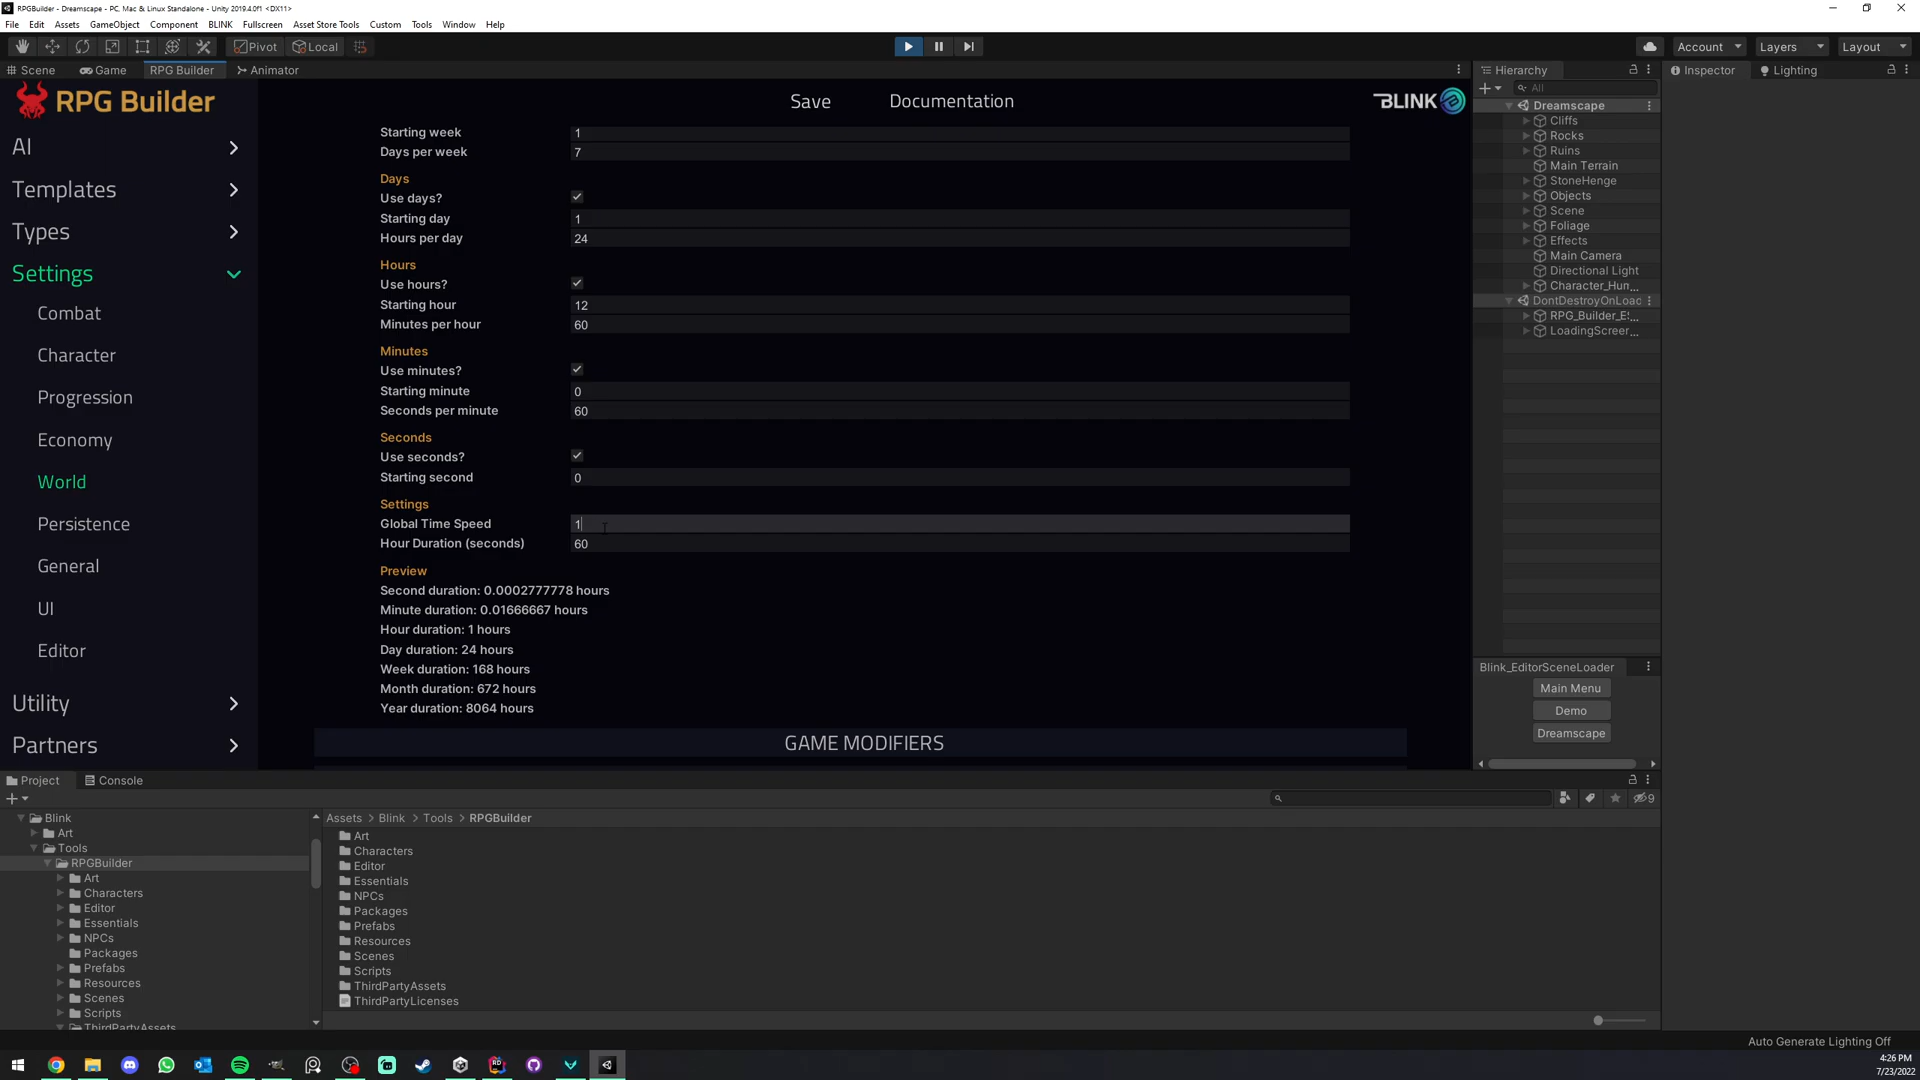 RPGBuilder - Dreamscape - PC, Mac & Linux Standalone - Unity 2019.4.0f1 <DX11>
File Edit Assets GameObject Component BLINK Fullscreen Asset Store Tools Custom Tools Window Help
Pivot Local Account Layers Layout
Scene Game RPG Builder Animator Hierarchy Inspector Lighting
RPG Builder
Save Documentation BLINK
All
AI
Templates
Types
Settings
Combat
Character
Progression
Economy
World
Persistence
General
UI
Editor
Utility
Partners
Starting week 1
Days per week 7
Days
Use days?
Starting day 1
Hours per day 24
Hours
Use hours?
Starting hour 12
Minutes per hour 60
Minutes
Use minutes?
Starting minute 0
Seconds per minute 60
Seconds
Use seconds?
Starting second 0
Settings
Global Time Speed 1
Hour Duration (seconds) 60
Preview
Second duration: 0.0002777778 hours
Minute duration: 0.01666667 hours
Hour duration: 1 hours
Day duration: 24 hours
Week duration: 168 hours
Month duration: 672 hours
Year duration: 8064 hours
GAME MODIFIERS
Dreamscape
Cliffs
Rocks
Ruins
Main Terrain
StoneHenge
Objects
Scene
Foliage
Effects
Main Camera
Directional Light
Character_Hun...
DontDestroyOnLoad
RPG_Builder_Es...
LoadingScreer...
Blink_EditorSceneLoader
Main Menu
Demo
Dreamscape
Project Console
9
Blink
Art
Tools
RPGBuilder
Art
Characters
Editor
Essentials
NPCs
Packages
Prefabs
Resources
Scenes
Scripts
ThirdPartyAssets
Assets > Blink > Tools > RPGBuilder
Art
Characters
Editor
Essentials
NPCs
Packages
Prefabs
Resources
Scenes
Scripts
ThirdPartyAssets
ThirdPartyLicenses
Auto Generate Lighting Off
4:26 PM
7/23/2022